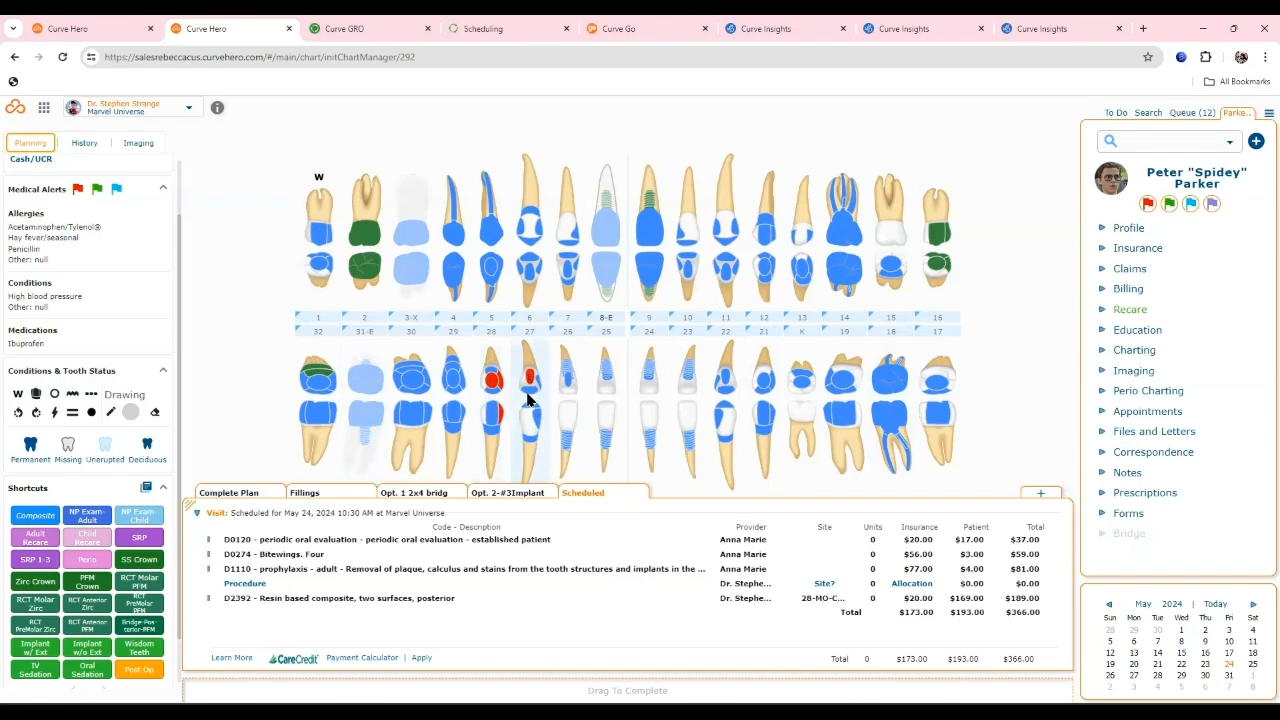 Curve Hero
Curve Hero
Curve GRO
Scheduling
Curve Go
Curve Insights
Curve Insights
Curve Insights
https://salesrebeccacus.curvehero.com/#/main/chart/initChartManager/292
All Bookmarks
Dr. Stephen Strange
Marvel Universe
To Do Search Queue (12) Parke...
Planning History Imaging
Cash/UCR
Medical Alerts
Allergies
Acetaminophen/Tylenol®
Hay fever/seasonal
Penicillin
Other: null
Conditions
High blood pressure
Other: null
Medications
Ibuprofen
Conditions & Tooth Status
W
Drawing
Permanent Missing Unerupted Deciduous
Shortcuts
Composite NP Exam-Adult NP Exam-Child
Adult Recare Child Recare SRP
SRP 1-3 Perio SS Crown
Zirc Crown PFM Crown RCT Molar PFM
RCT Molar Zirc RCT Anterior Zirc RCT PreMolar PFM
RCT PreMolar Zirc RCT Anterior PFM Bridge-Pos-terior-PFM
Implant w/ Ext Implant w/o Ext Wisdom Teeth
IV Sedation Oral Sedation Post-Op
W
1 2 3-X 4 5 6 7 8-E 9 10 11 12 13 14 15 16
32 31-E 30 29 28 27 26 25 24 23 22 21 K 19 18 17
Complete Plan Fillings Opt. 1 2x4 bridg Opt. 2-#3Implant Scheduled +
Visit: Scheduled for May 24, 2024 10:30 AM at Marvel Universe
Code - Description Provider Site Units Insurance Patient Total
D0120 - periodic oral evaluation - periodic oral evaluation - established patient Anna Marie 0 $20.00 $17.00 $37.00
D0274 - Bitewings. Four Anna Marie 0 $56.00 $3.00 $59.00
D1110 - prophylaxis - adult - Removal of plaque, calculus and stains from the tooth structures and implants in the ... Anna Marie 0 $77.00 $4.00 $81.00
Procedure Dr. Stephe... Site? 0 Allocation $0.00 $0.00
D2392 - Resin based composite, two surfaces, posterior Dr. Stephe... 28-MO-C... 0 $20.00 $169.00 $189.00
Total $173.00 $193.00 $366.00
Learn More CareCredit Payment Calculator | Apply Total 0 $173.00 $193.00 $366.00
Drag To Complete
Peter "Spidey" Parker
Profile
Insurance
Claims
Billing
Recare
Education
Charting
Imaging
Perio Charting
Appointments
Files and Letters
Correspondence
Notes
Prescriptions
Forms
Bridge
May 2024 | Today
Sun Mon Tue Wed Thu Fri Sat
28 29 30 1 2 3 4
5 6 7 8 9 10 11
12 13 14 15 16 17 18
19 20 21 22 23 24 25
26 27 28 29 30 31 1
2 3 4 5 6 7 8